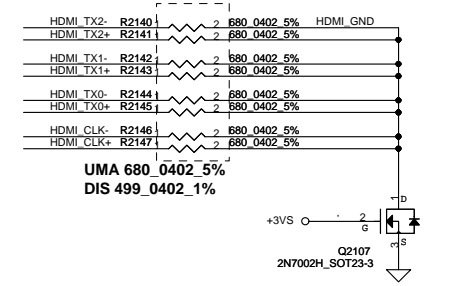 HDMI_TX2- R2140 1 2 680_0402_5% HDMI_GND
HDMI_TX2+ R2141 1 2 680_0402_5%
HDMI_TX1- R2142 1 2 680_0402_5%
HDMI_TX1+ R2143 1 2 680_0402_5%
HDMI_TX0- R2144 1 2 680_0402_5%
HDMI_TX0+ R2145 1 2 680_0402_5%
HDMI_CLK- R2146 1 2 680_0402_5%
HDMI_CLK+ R2147 1 2 680_0402_5%
UMA 680_0402_5%
DIS 499_0402_1%
1 D
+3VS 2
G
3 S
Q2107
2N7002H_SOT23-3